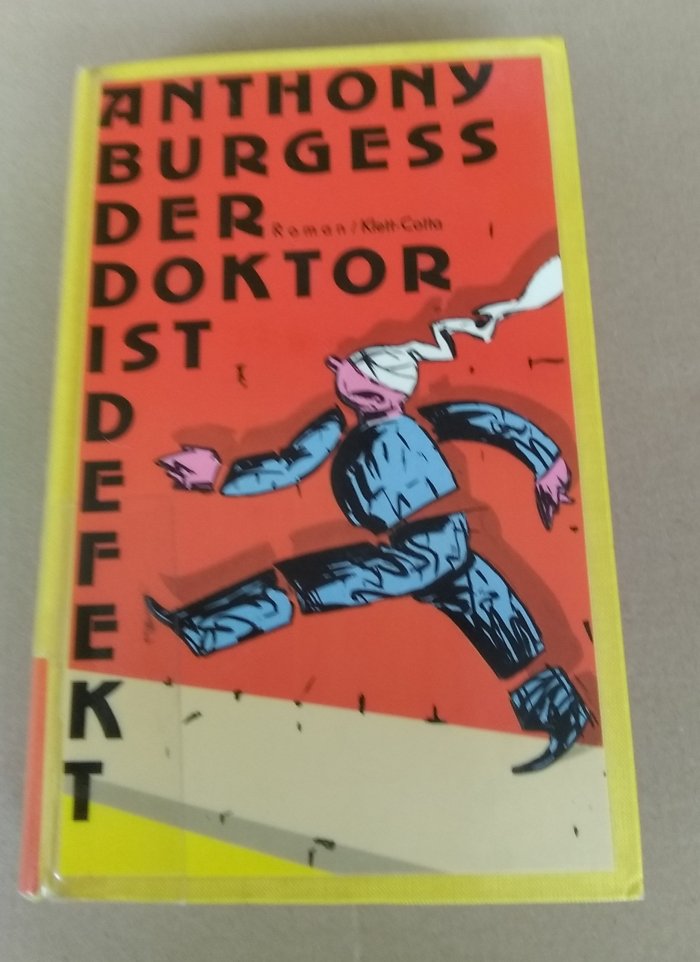 ANTHONY
BURGESS
DER Roman / Klett-Cotta
DOKTOR
IST
D
E
F
E
K
T